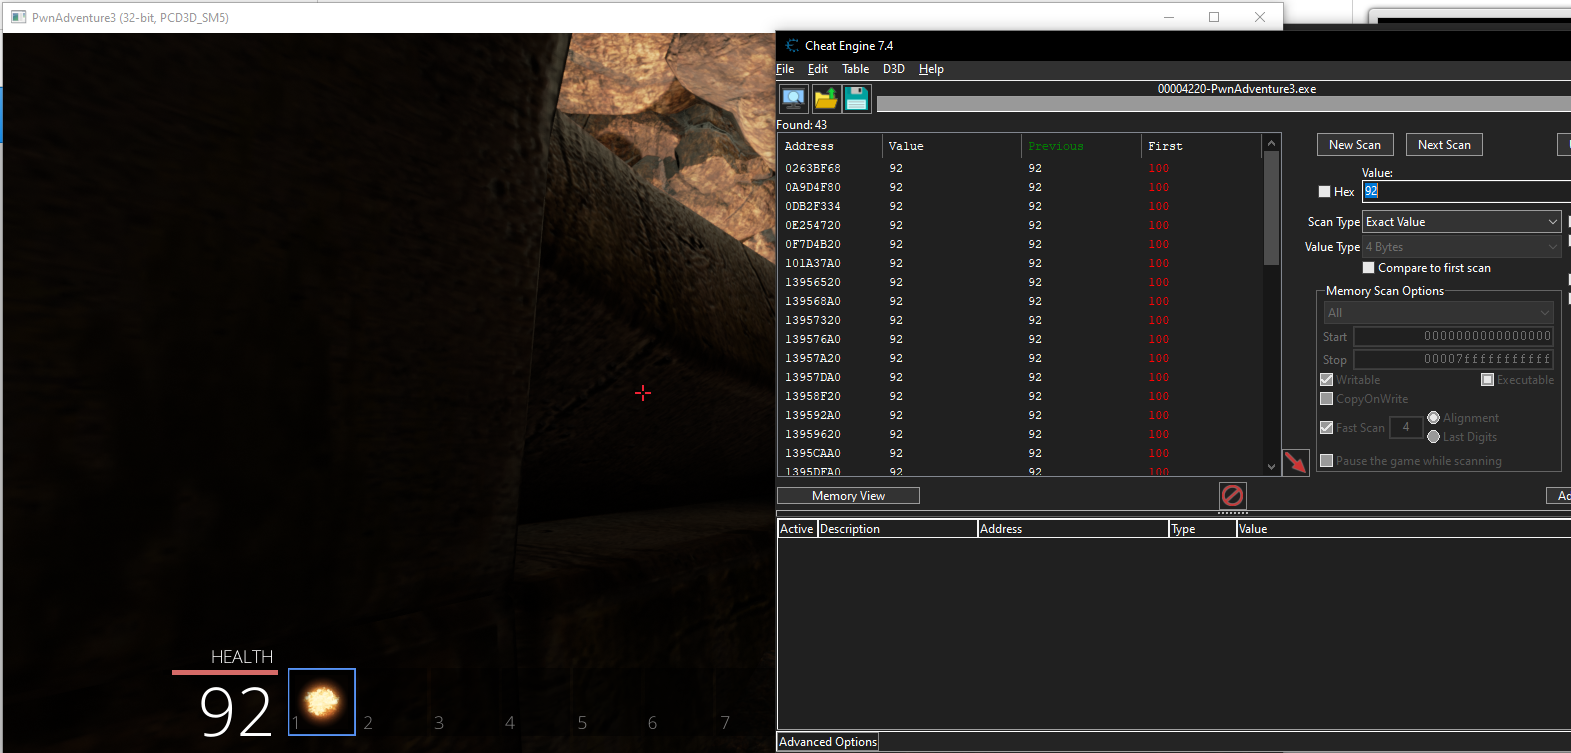 PwnAdventure3 (32-bit, PCD3D_SM5)
Cheat Engine 7.4
File Edit Table D3D Help
00004220-PwnAdventure3.exe
Found: 43
Address Value Previous First
0263BF68 92 92 100
0A9D4F80 92 92 100
0DB2F334 92 92 100
0E254720 92 92 100
0F7D4B20 92 92 100
101A37A0 92 92 100
13956520 92 92 100
139568A0 92 92 100
13957320 92 92 100
139576A0 92 92 100
13957A20 92 92 100
13957DA0 92 92 100
13958F20 92 92 100
139592A0 92 92 100
13959620 92 92 100
1395CAA0 92 92 100
1395DFA0 92 92 100
New Scan Next Scan
Value:
Hex 92
Scan Type Exact Value
Value Type 4 Bytes
Compare to first scan
Memory Scan Options
All
Start 0000000000000000
Stop 00007fffffffffff
Writable Executable
CopyOnWrite
Fast Scan 4 Alignment
Last Digits
Pause the game while scanning
Memory View
Active Description Address Type Value
Advanced Options
HEALTH
92
1 2 3 4 5 6 7